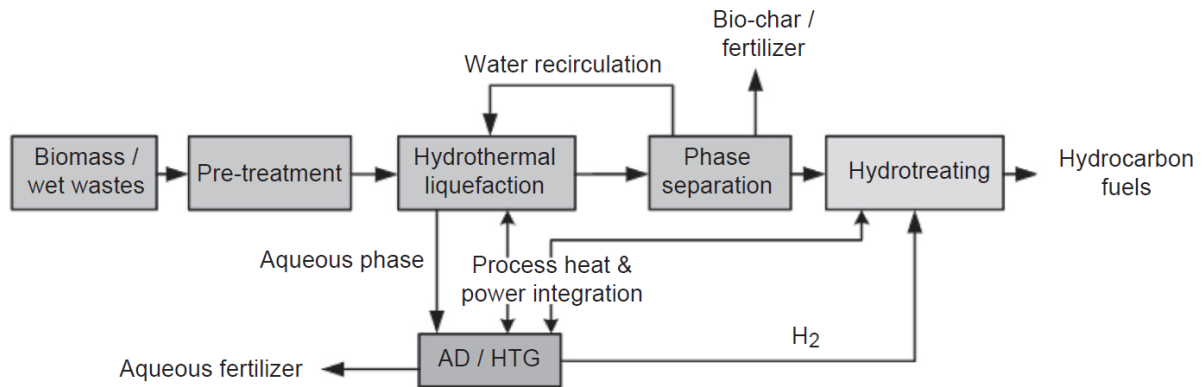 Bio-char /
fertilizer
Water recirculation
Biomass /
wet wastes
Pre-treatment
Hydrothermal
liquefaction
Phase
separation
Hydrotreating
Hydrocarbon
fuels
Aqueous phase
Process heat &
power integration
H2
AD / HTG
Aqueous fertilizer